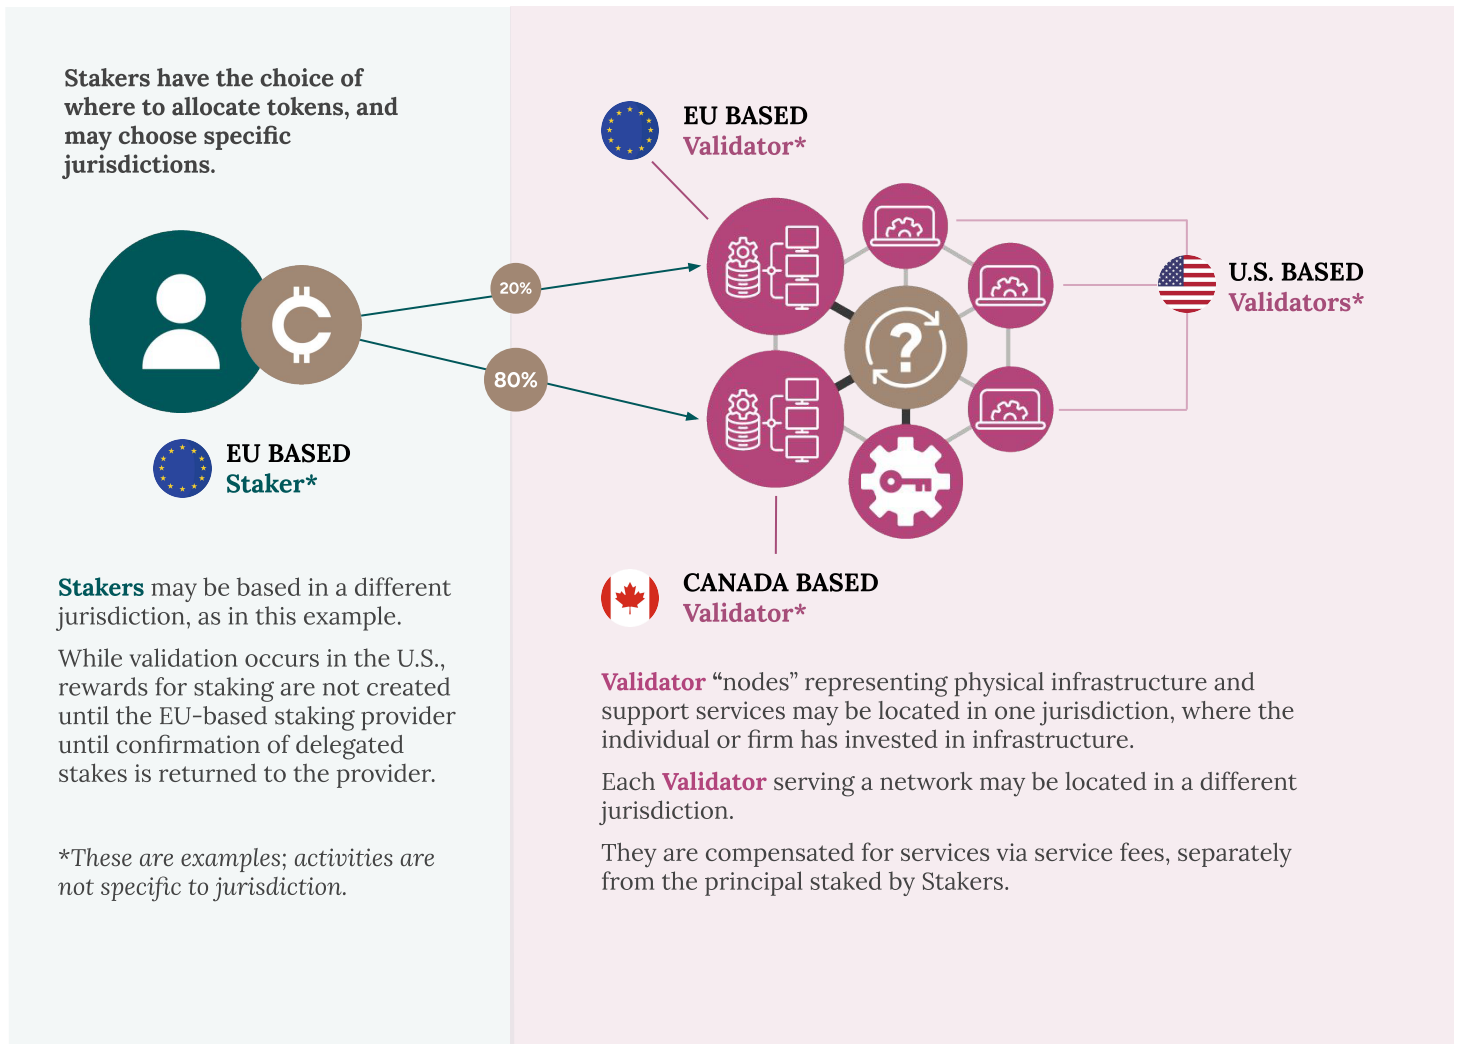 Stakers have the choice of
where to allocate tokens, and
may choose specific
jurisdictions.
20%
80%
EU BASED
Staker*
Stakers may be based in a different
jurisdiction, as in this example.
While validation occurs in the U.S.,
rewards for staking are not created
until the EU-based staking provider
until confirmation of delegated
stakes is returned to the provider.
*These are examples; activities are
not specific to jurisdiction.
EU BASED
Validator*
?
U.S. BASED
Validators*
CANADA BASED
Validator*
Validator “nodes” representing physical infrastructure and
support services may be located in one jurisdiction, where the
individual or firm has invested in infrastructure.
Each Validator serving a network may be located in a different
jurisdiction.
They are compensated for services via service fees, separately
from the principal staked by Stakers.